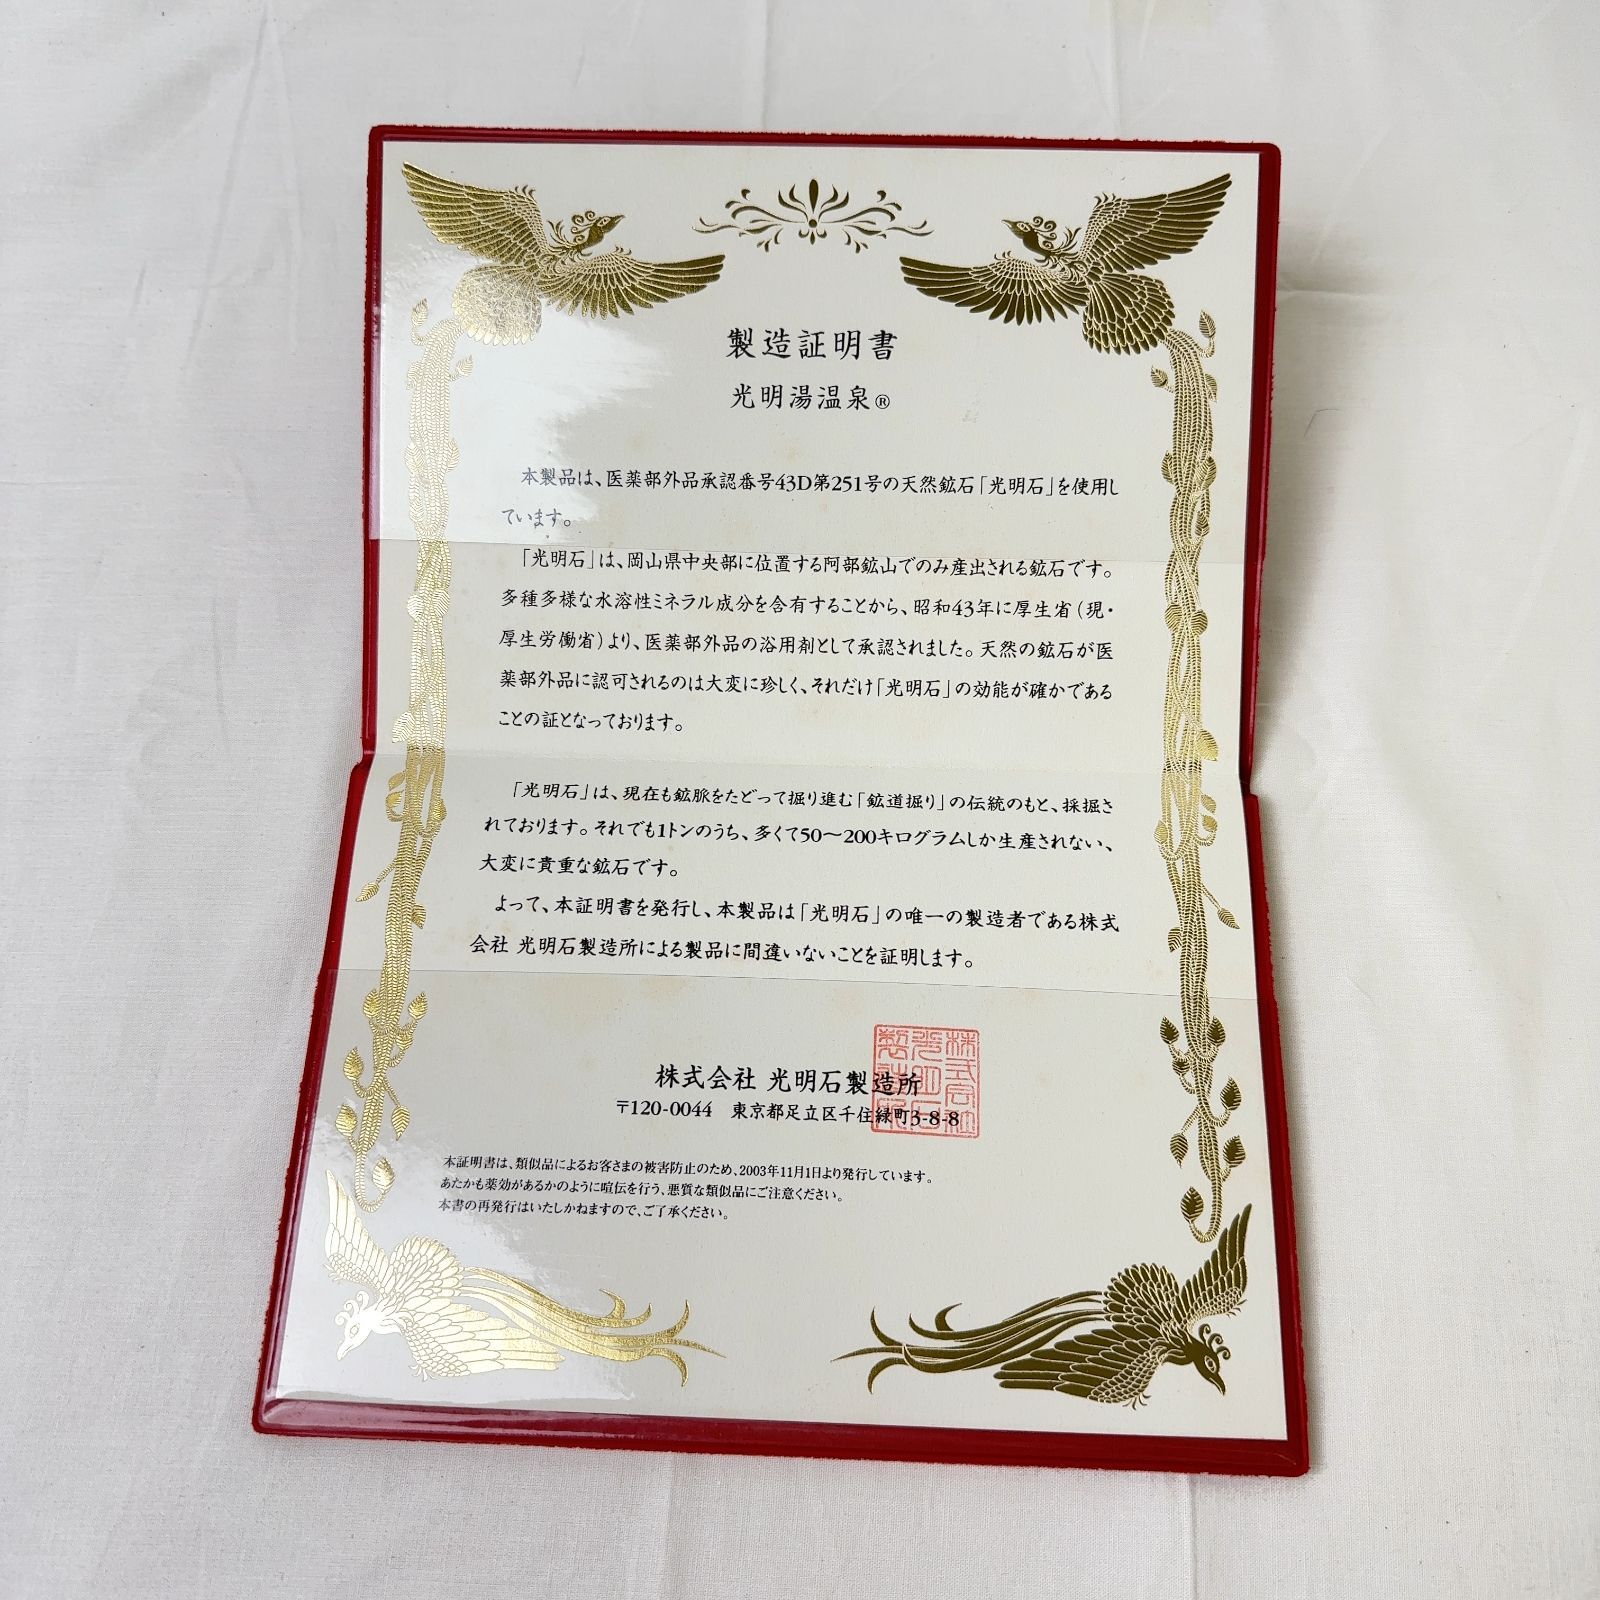 製造証明書
光明湯温泉®
本製品は、医薬部外品承認番号43D第251号の天然鉱石「光明石」を使用し
ています。
「光明石」は、岡山県中央部に位置する阿部鉱山でのみ産出される鉱石です。
多種多様な水溶性ミネラル成分を含有することから、昭和43年に厚生省(現・
厚生労働省)より、医薬部外品の浴用剤として承認されました。天然の鉱石が医
薬部外品に認可されるのは大変に珍しく、それだけ「光明石」の効能が確かである
ことの証となっております。
「光明石」は、現在も鉱脈をたどって掘り進む「鉱道掘り」の伝統のもと、採掘さ
れております。それでも1トンのうち、多くて50〜200キログラムしか生産されない、
大変に貴重な鉱石です。
よって、本証明書を発行し、本製品は「光明石」の唯一の製造者である株式
会社 光明石製造所による製品に間違いないことを証明します。
株式会社 光明石製造所
〒120-0044 東京都足立区千住緑町3-8-8
株式会社光明石製造所
本証明書は、類似品によるお客さまの被害防止のため、2003年11月1日より発行しています。
あたかも薬効があるかのように喧伝を行う、悪質な類似品にご注意ください。
本書の再発行はいたしかねますので、ご了承ください。